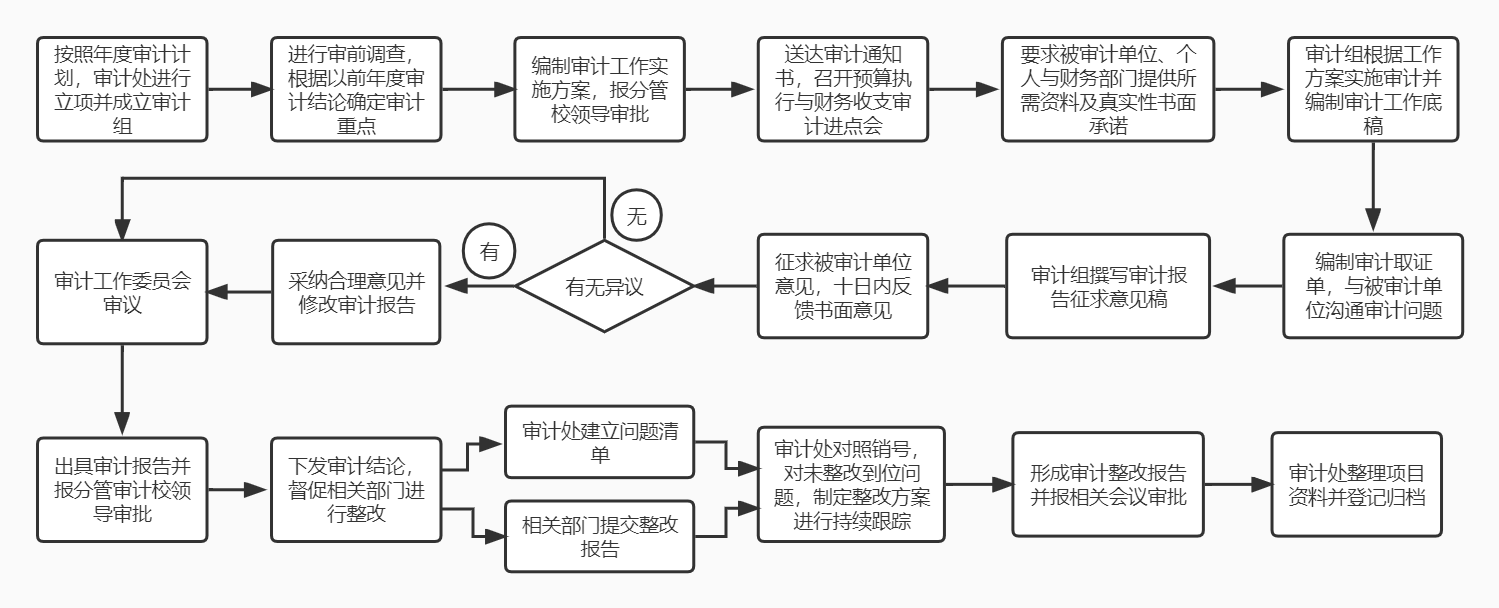 按照年度审计计
划，审计处进行
立项并成立审计
组
进行审前调查，
根据以前年度审
计结论确定审计
重点
编制审计工作实
施方案，报分管
校领导审批
送达审计通知
书，召开预算执
行与财务收支审
计进点会
要求被审计单位、个
人与财务部门提供所
需资料及真实性书面
承诺
审计组根据工作
方案实施审计并
编制审计工作底
稿
编制审计取证
单，与被审计单
位沟通审计问题
审计组撰写审计报
告征求意见稿
征求被审计单位
意见，十日内反
馈书面意见
有无异议
无
有
采纳合理意见并
修改审计报告
审计工作委员会
审议
出具审计报告并
报分管审计校领
导审批
下发审计结论，
督促相关部门进
行整改
审计处建立问题清
单
相关部门提交整改
报告
审计处对照销号，
对未整改到位问
题，制定整改方案
进行持续跟踪
形成审计整改报告
并报相关会议审批
审计处整理项目
资料并登记归档